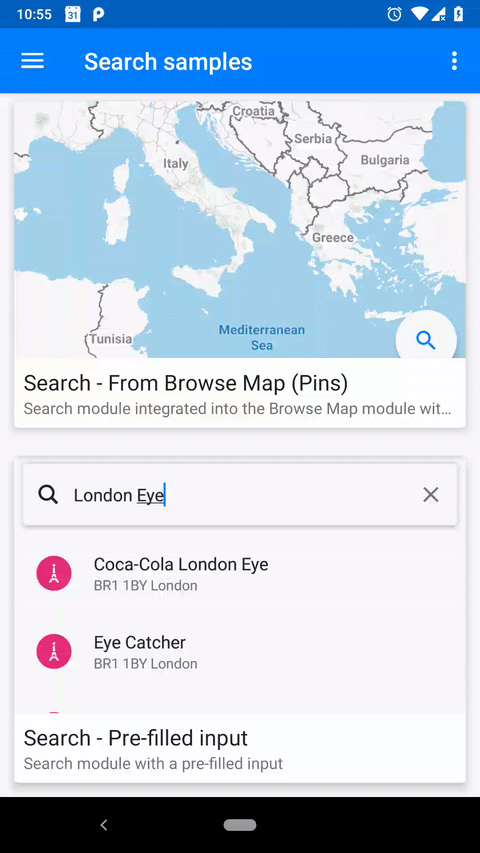 10:55
31
Search samples
Croatia
Serbia
Italy
Bulgaria
Greece
Tunisia
Mediterranean
Sea
Search - From Browse Map (Pins)
Search module integrated into the Browse Map module wit…
London Eye
Coca-Cola London Eye
BR1 1BY London
Eye Catcher
BR1 1BY London
Search - Pre-filled input
Search module with a pre-filled input